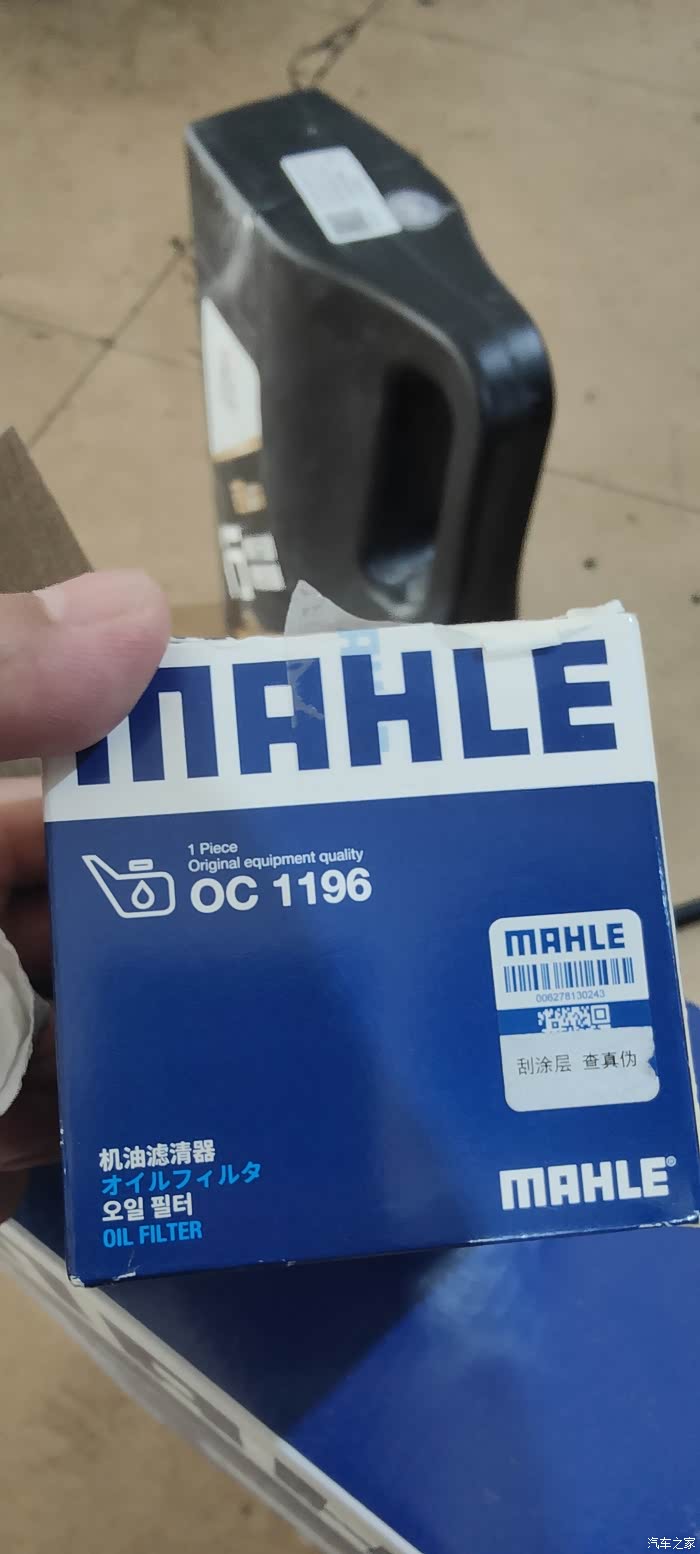 MAHLE
1 Piece
Original equipment quality
OC 1196
MAHLE
006278130243
刮涂层 查真伪
机油滤清器
オイルフィルタ
오일 필터
OIL FILTER
MAHLE®
汽车之家